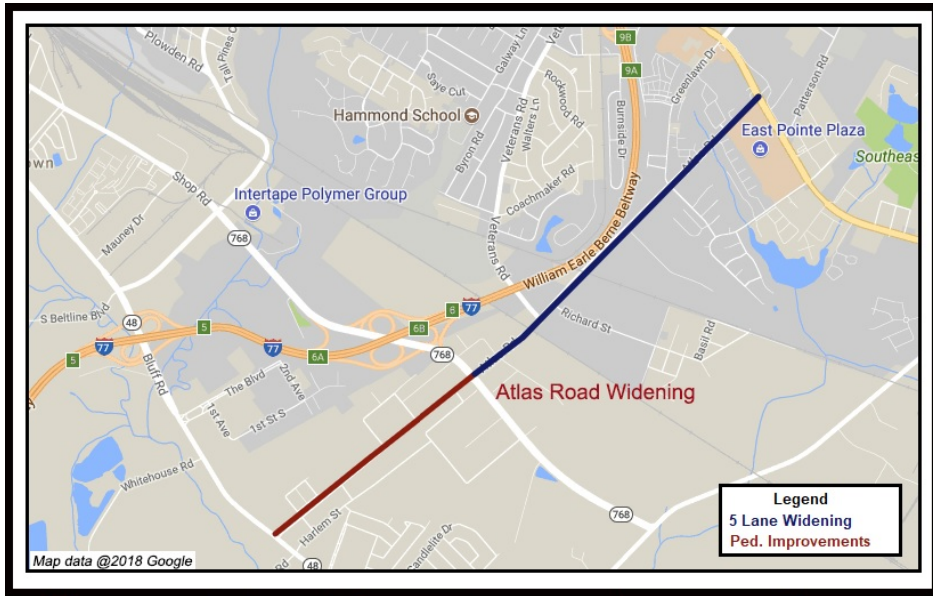 Plowden Rd
Tall Pines C
Saye Cut
Galway Ln
Ve
9B
9A
Greenlawn Dr
Patterson Rd
Hammond School
Byron Rd
Veterans Rd
Walters Ln
Rockwood Rd
Burnside Dr
East Pointe Plaza
Southeas
own
Shop Rd
Intertape Polymer Group
Coachmaker Rd
Mauney Dr
768
Veterans Rd
William Earle Berne Beltway
S Beltline Blvd
48
5
77
6A
6B
8
77
77
5
768
Richard St
Basil Rd
Bluff Rd
The Blvd
2nd Ave
1st Ave
1st St S
Atlas Road Widening
Whitehouse Rd
Harlem St
Candlelite Dr
768
Rd
48
Legend
5 Lane Widening
Ped. Improvements
Map data @2018 Google